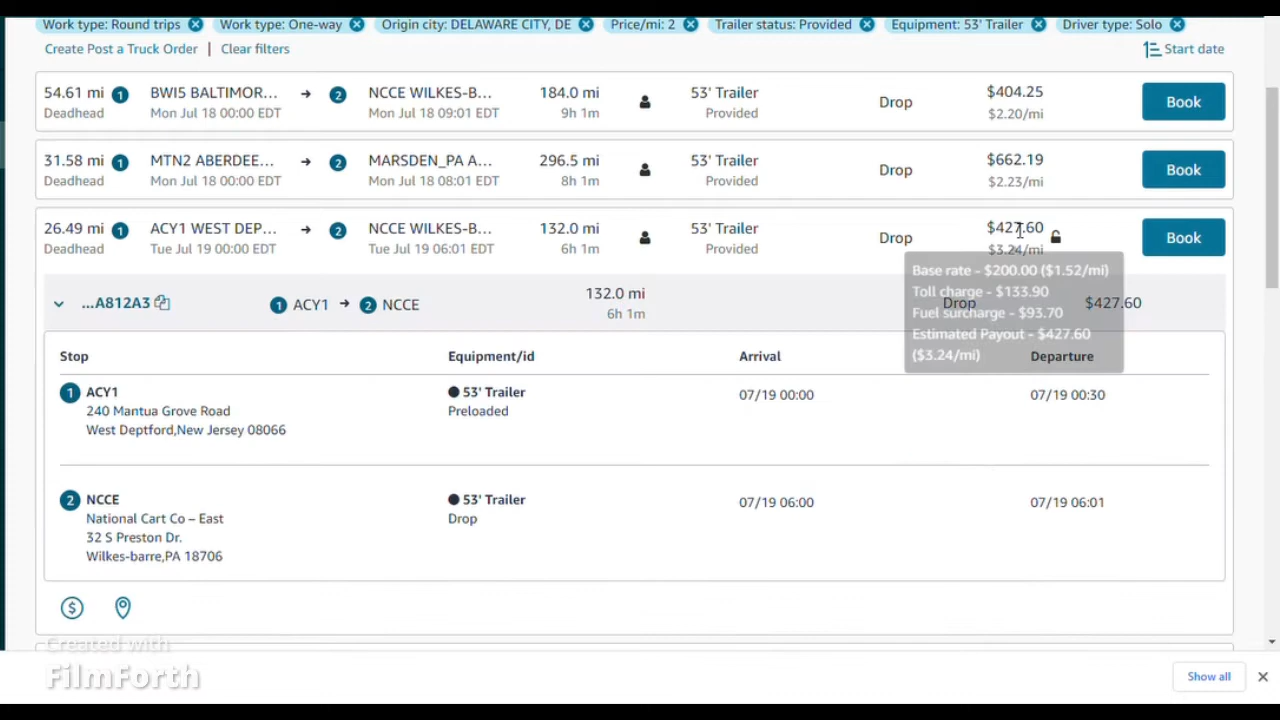 Work type: Round trips Work type: One-way Origin city: DELAWARE CITY, DE Price/mi: 2 Trailer status: Provided Equipment: 53' Trailer Driver type: Solo
Create Post a Truck Order | Clear filters Start date
54.61 mi 1 BWI5 BALTIMOR... → 2 NCCE WILKES-B... 184.0 mi 53' Trailer Drop $404.25 Book
Deadhead Mon Jul 18 00:00 EDT Mon Jul 18 09:01 EDT 9h 1m Provided $2.20/mi
31.58 mi 1 MTN2 ABERDEE... → 2 MARSDEN_PA A... 296.5 mi 53' Trailer Drop $662.19 Book
Deadhead Mon Jul 18 00:00 EDT Mon Jul 18 08:01 EDT 8h 1m Provided $2.23/mi
26.49 mi 1 ACY1 WEST DEP... → 2 NCCE WILKES-B... 132.0 mi 53' Trailer Drop $427.60 Book
Deadhead Tue Jul 19 00:00 EDT Tue Jul 19 06:01 EDT 6h 1m Provided $3.24/mi
Base rate - $200.00 ($1.52/mi)
Toll charge - $133.90
Fuel surcharge - $93.70
Estimated Payout - $427.60
($3.24/mi)
...A812A3 1 ACY1 → 2 NCCE 132.0 mi Drop $427.60
6h 1m
Stop Equipment/id Arrival Departure
1 ACY1 53' Trailer 07/19 00:00 07/19 00:30
240 Mantua Grove Road Preloaded
West Deptford,New Jersey 08066
2 NCCE 53' Trailer 07/19 06:00 07/19 06:01
National Cart Co – East Drop
32 S Preston Dr.
Wilkes-barre,PA 18706
$
Created with
FilmForth
Show all